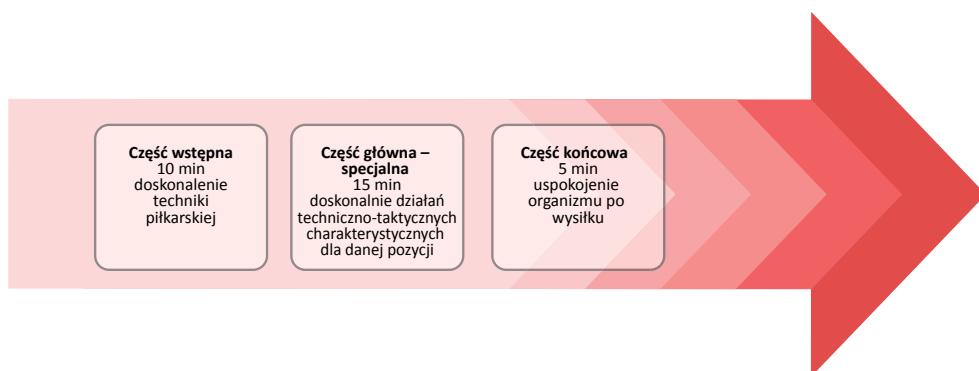 Część wstępna
10 min
doskonalenie
techniki
piłkarskiej
Część główna –
specjalna
15 min
doskonalnie działań
techniczno-taktycznych
charakterystycznych
dla danej pozycji
Część końcowa
5 min
uspokojenie
organizmu po
wysiłku